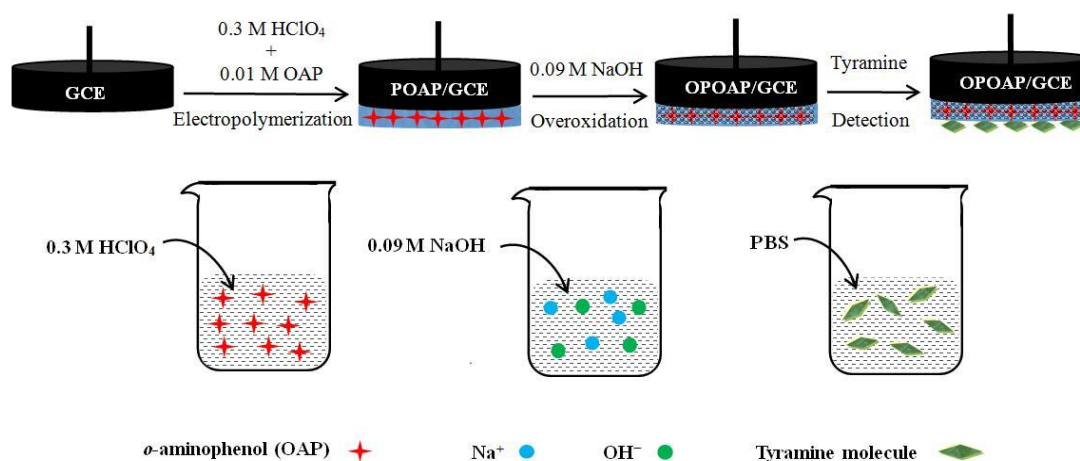 GCE
0.3 M HClO₄
+
0.01 M OAP
Electropolymerization
POAP/GCE
0.09 M NaOH
Overoxidation
OPOAP/GCE
Tyramine
Detection
OPOAP/GCE
0.3 M HClO₄
0.09 M NaOH
PBS
o-aminophenol (OAP)
Na⁺
OH⁻
Tyramine molecule